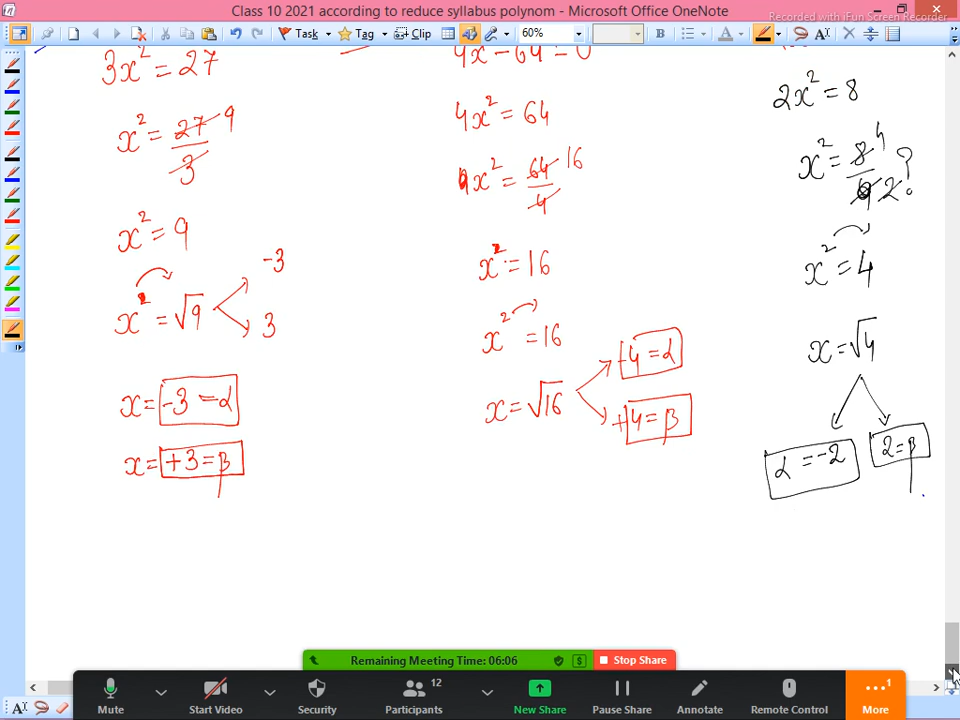 Class 10 2021 according to reduce syllabus polynom - Microsoft Office OneNote
Recorded with iFun Screen Recorder
Task
Tag
Clip
60%
B
A
3x² = 27
x² = 27/3 9
x² = 9
x² = √9
-3
3
x = -3 = α
x = +3 = β
4x - 64 = 0
4x² = 64
4x² = 64/4 16
x² = 16
x² = 16
x = √16
-4 = α
+4 = β
2x² = 8
x² = 8/2 4 ?
x² = 4
x = √4
α = -2
2 = β
Remaining Meeting Time: 06:06
$
Stop Share
Mute
Start Video
Security
12
Participants
New Share
Pause Share
Annotate
Remote Control
1
More
A